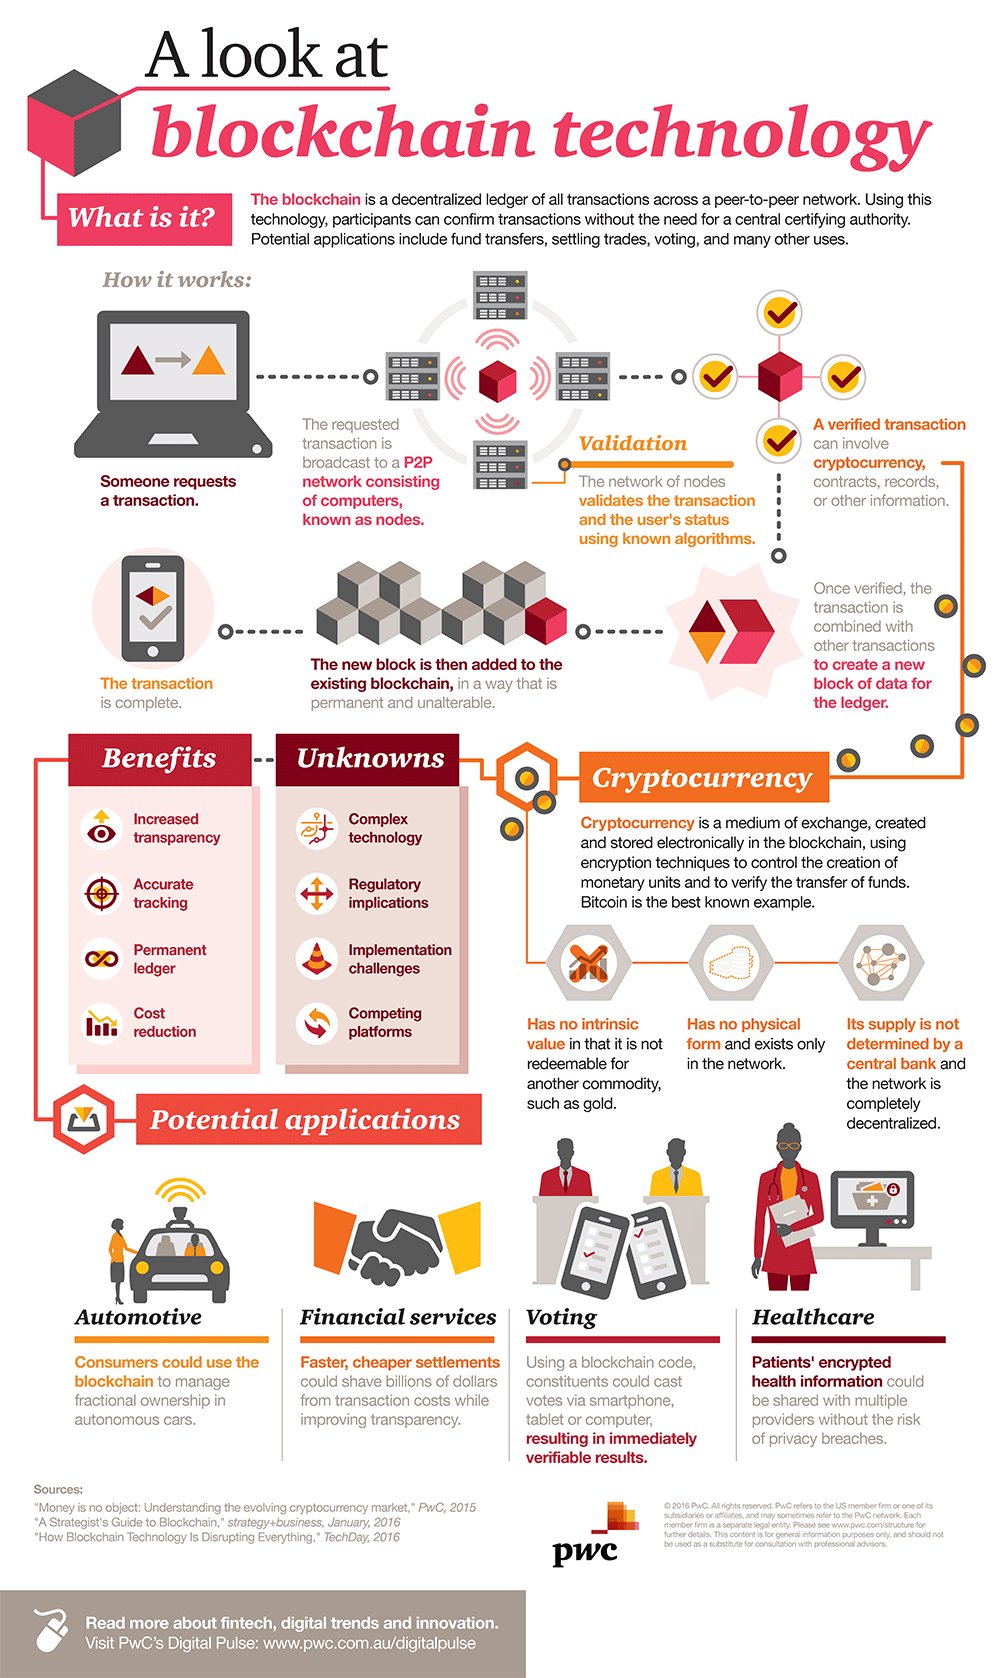 A look at
blockchain technology
What is it?
The blockchain is a decentralized ledger of all transactions across a peer-to-peer network. Using this
technology, participants can confirm transactions without the need for a central certifying authority.
Potential applications include fund transfers, settling trades, voting, and many other uses.
How it works:
Someone requests
a transaction.
The requested
transaction is
broadcast to a P2P
network consisting
of computers,
known as nodes.
Validation
The network of nodes
validates the transaction
and the user's status
using known algorithms.
A verified transaction
can involve
cryptocurrency,
contracts, records,
or other information.
Once verified, the
transaction is
combined with
other transactions
to create a new
block of data for
the ledger.
The new block is then added to the
existing blockchain, in a way that is
permanent and unalterable.
The transaction
is complete.
Benefits
Increased
transparency
Accurate
tracking
Permanent
ledger
Cost
reduction
Unknowns
Complex
technology
Regulatory
implications
Implementation
challenges
Competing
platforms
Cryptocurrency
Cryptocurrency is a medium of exchange, created
and stored electronically in the blockchain, using
encryption techniques to control the creation of
monetary units and to verify the transfer of funds.
Bitcoin is the best known example.
Has no intrinsic
value in that it is not
redeemable for
another commodity,
such as gold.
Has no physical
form and exists only
in the network.
Its supply is not
determined by a
central bank and
the network is
completely
decentralized.
Potential applications
Automotive
Consumers could use the
blockchain to manage
fractional ownership in
autonomous cars.
Financial services
Faster, cheaper settlements
could shave billions of dollars
from transaction costs while
improving transparency.
Voting
Using a blockchain code,
constituents could cast
votes via smartphone,
tablet or computer,
resulting in immediately
verifiable results.
Healthcare
Patients' encrypted
health information could
be shared with multiple
providers without the risk
of privacy breaches.
Sources:
"Money is no object: Understanding the evolving cryptocurrency market," PwC, 2015
"A Strategist's Guide to Blockchain," strategy+business, January, 2016
"How Blockchain Technology Is Disrupting Everything," TechDay, 2016
pwc
© 2016 PwC. All rights reserved. PwC refers to the US member firm or one of its
subsidiaries or affiliates, and may sometimes refer to the PwC network. Each
member firm is a separate legal entity. Please see www.pwc.com/structure for
further details. This content is for general information purposes only, and should not
be used as a substitute for consultation with professional advisors.
Read more about fintech, digital trends and innovation.
Visit PwC's Digital Pulse: www.pwc.com.au/digitalpulse